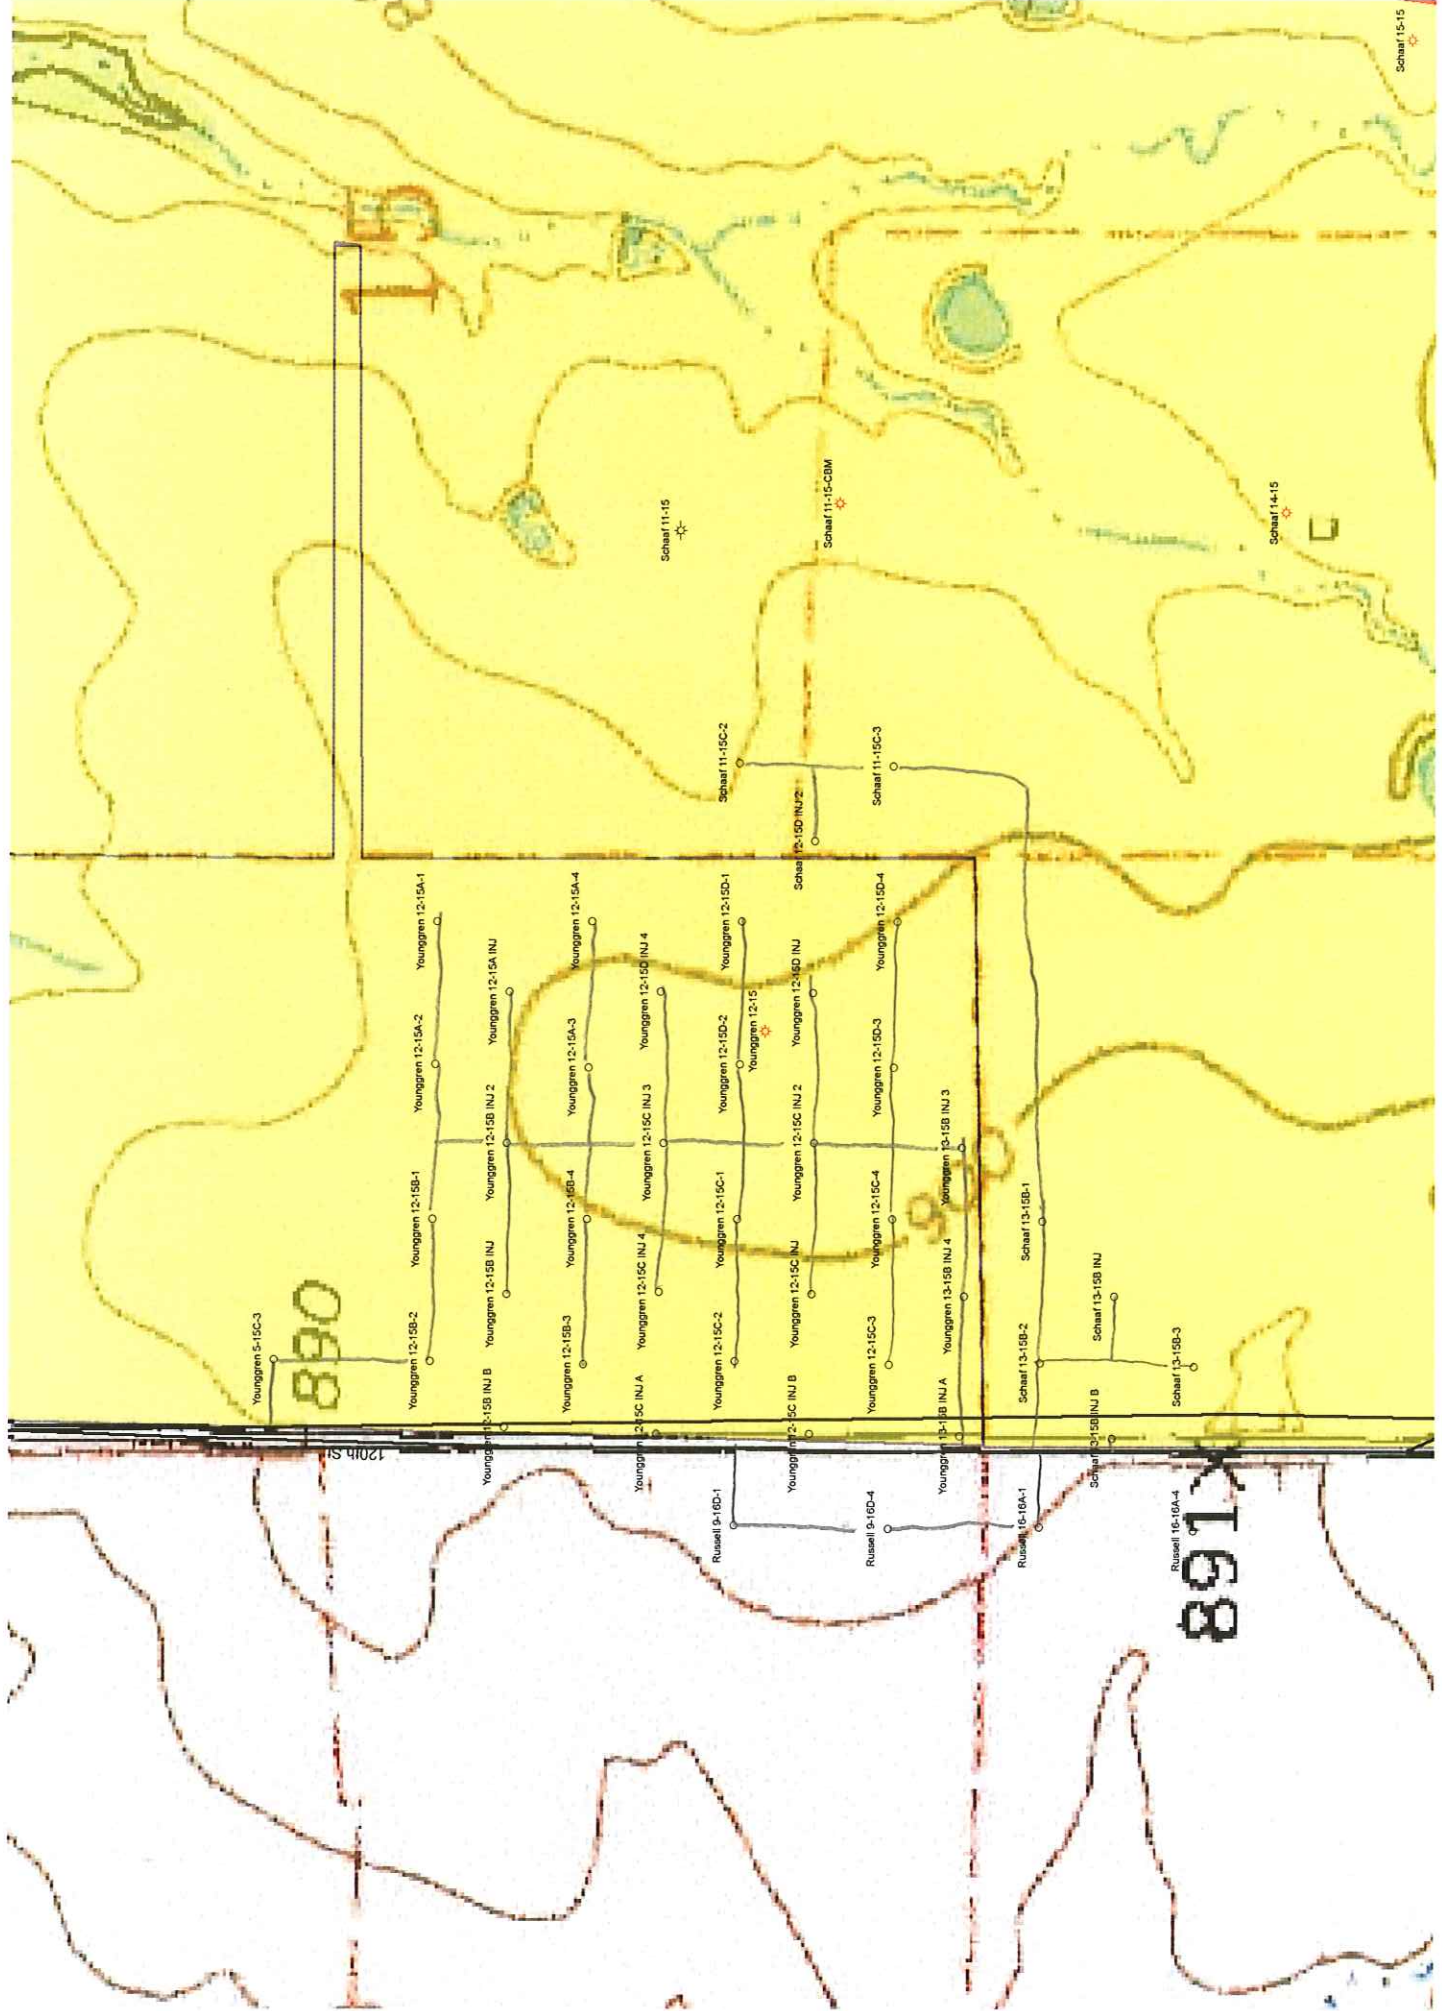 Schaaf 15-15
15
Schaaf 11-15
Schaaf 11-15-CBM
Schaaf 14-15
Schaaf 11-15C-2
Schaaf 11-15C-3
Schaaf 12-15D INJ 2
Younggren 12-15A-1
Younggren 12-15A-4
Younggren 12-15D-1
Younggren 12-15D-4
Younggren 12-15A INJ
Younggren 12-15D INJ 4
Younggren 12-15D INJ
Younggren 12-15A-2
Younggren 12-15A-3
Younggren 12-15D-2
Younggren 12-15
Younggren 12-15D-3
Younggren 12-15B INJ 2
Younggren 12-15C INJ 3
Younggren 12-15C INJ 2
Younggren 13-15B INJ 3
Younggren 12-15B-1
Younggren 12-15B-4
Younggren 12-15C-1
Younggren 12-15C-4
900
Schaaf 13-15B-1
Younggren 12-15B INJ
Younggren 12-15C INJ 4
Younggren 12-15C INJ
Younggren 13-15B INJ 4
Schaaf 13-15B INJ
Younggren 5-15C-3
890
Younggren 12-15B-2
Younggren 12-15B-3
Younggren 12-15C-2
Younggren 12-15C-3
Schaaf 13-15B-2
Schaaf 13-15B-3
120th St
Younggren 12-15B INJ B
Younggren 12-15C INJ A
Younggren 12-15C INJ B
Younggren 13-15B INJ A
Schaaf 13-15B INJ B
Russell 9-16D-1
Russell 9-16D-4
Russell 16-16A-1
Russell 16-16A-4
891